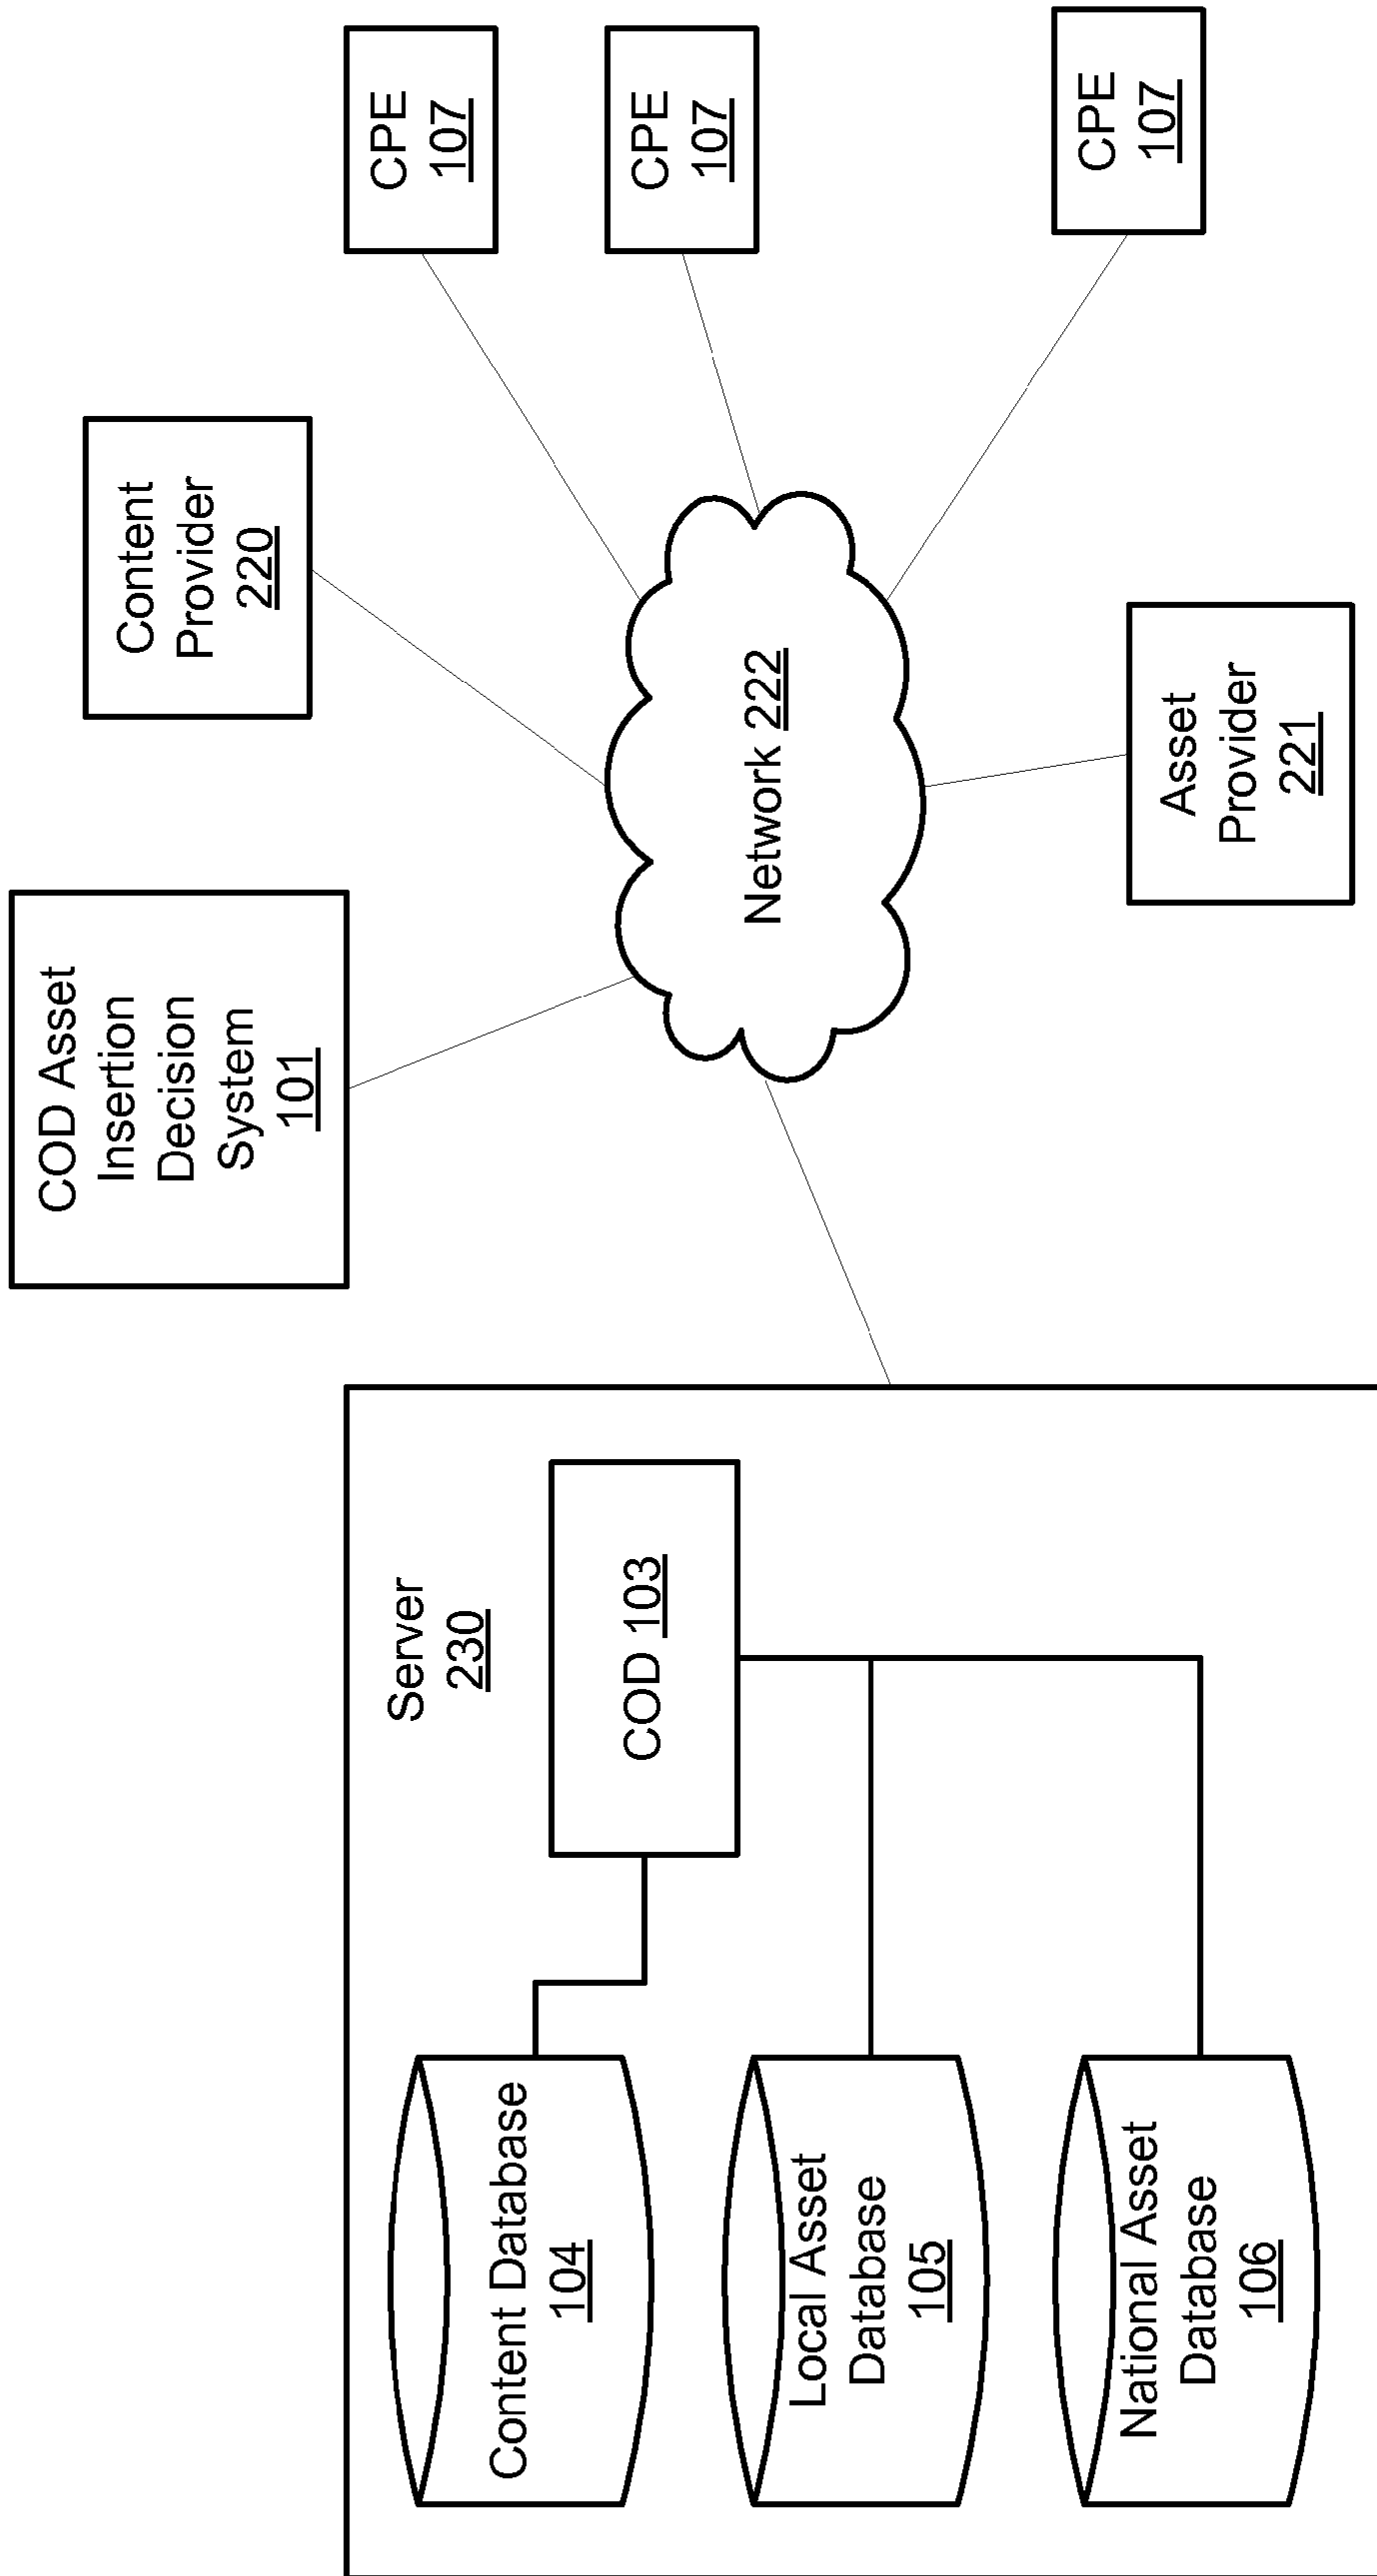 COD Asset
Insertion
Decision
System
101
Content
Provider
220
CPE
107
CPE
107
CPE
107
Network 222
Asset
Provider
221
Server
230
COD 103
Content Database
104
Local Asset
Database
105
National Asset
Database
106